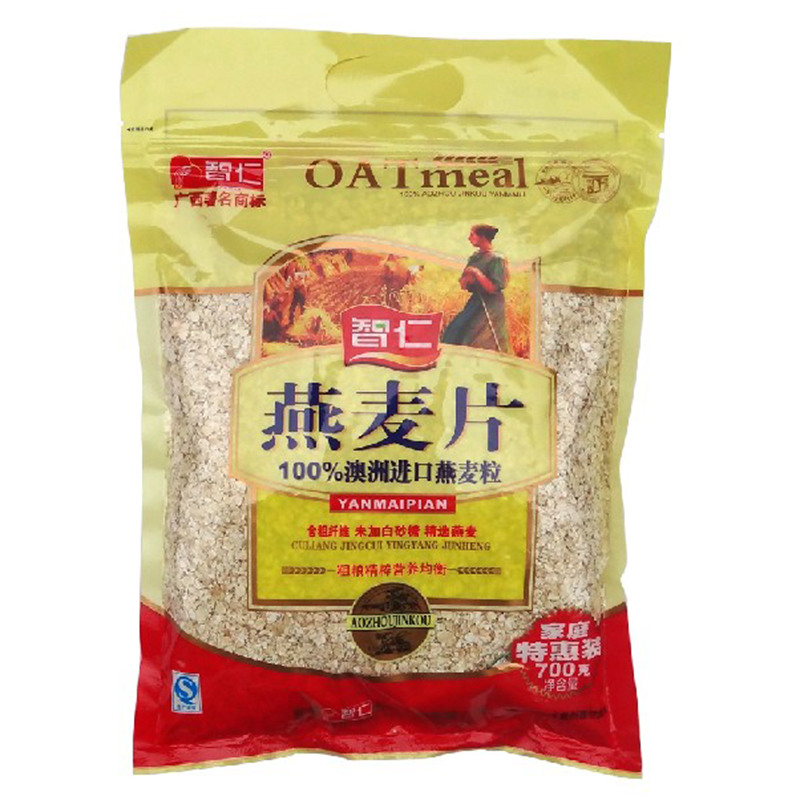 智仁®
广西著名商标
OATmeal
100% AOZHOU JINKOU YANMAILI
智仁
燕麦片
100%澳洲进口燕麦粒
YANMAIPIAN
含粗纤维 未加白砂糖 精选燕麦
CULIANG JINGCUI YINGYANG JUNHENG
粗粮精粹营养均衡
AOZHOUJINKOU
家庭
特惠装
700克
净含量
智仁